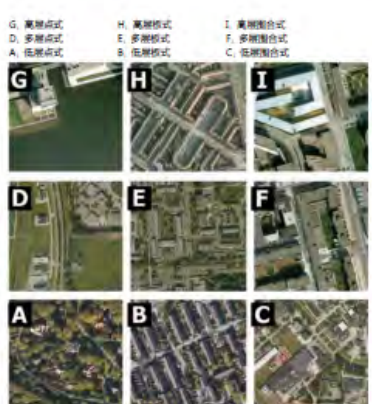 G、高层点式 H、高层板式 I、高层围合式
D、多层点式 E、多层板式 F、多层围合式
A、低层点式 B、低层板式 C、低层围合式
G H I
D E F
A B C